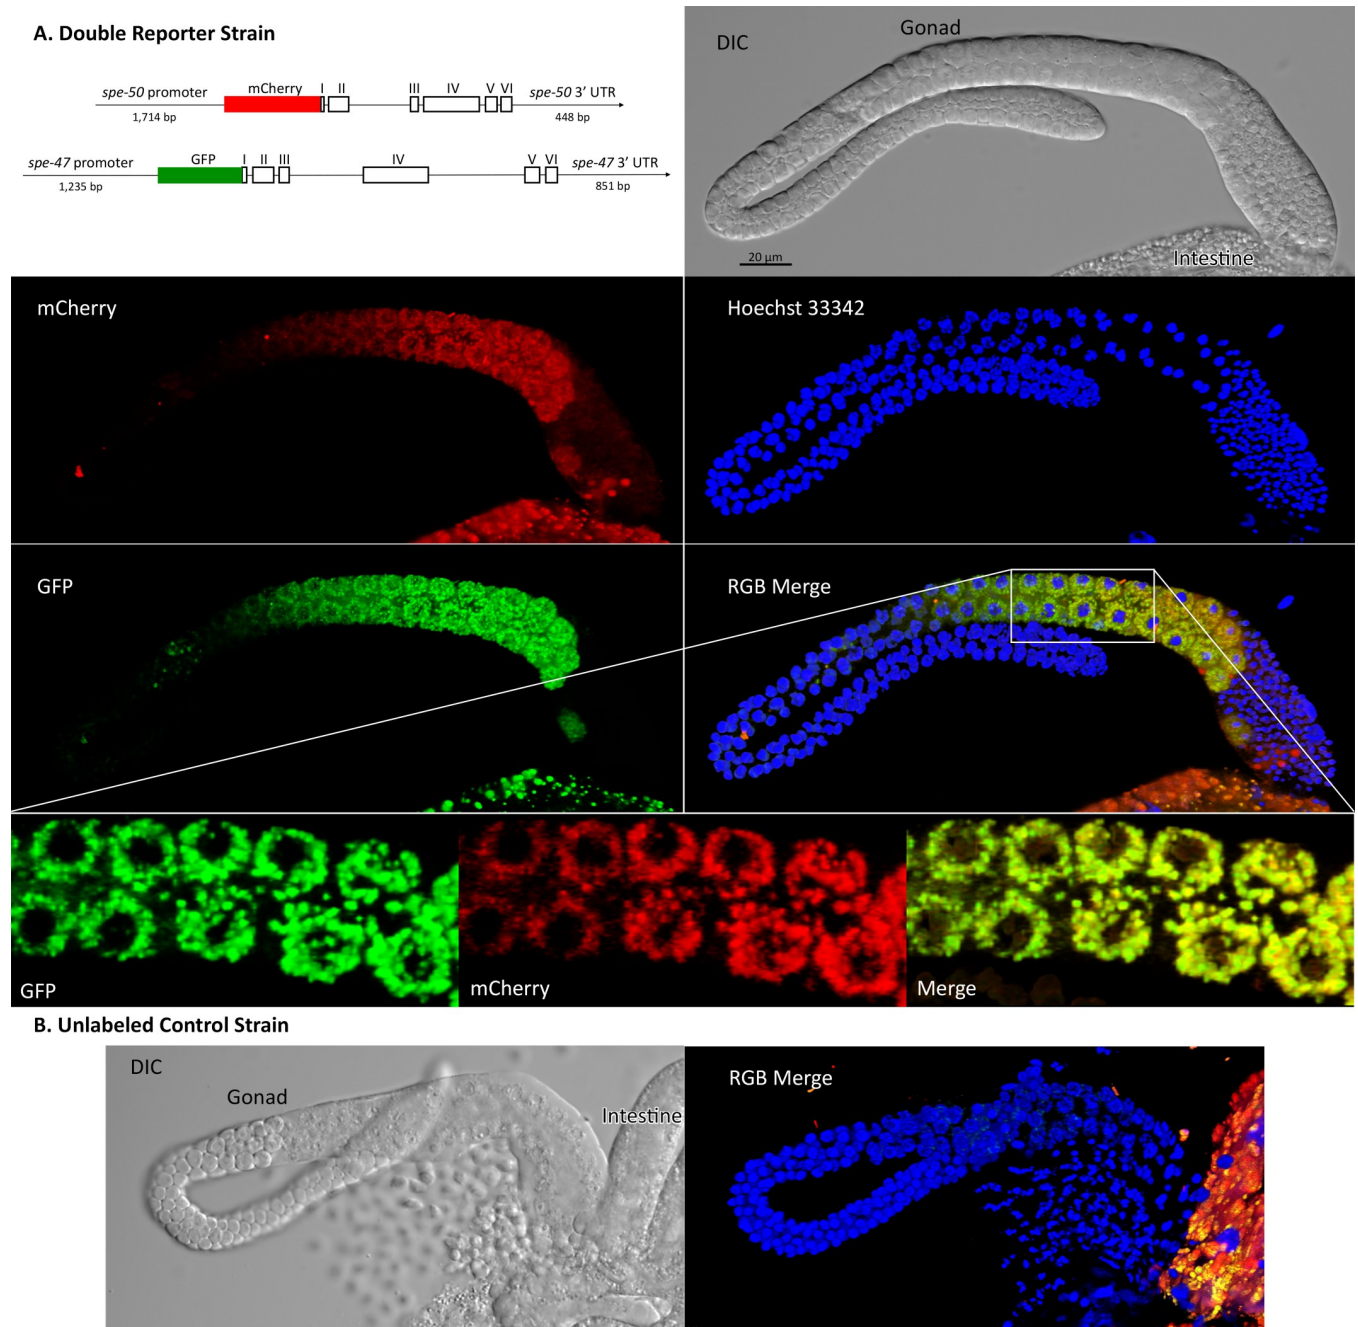 A. Double Reporter Strain
spe-50 promoter mCherry I II III IV V VI spe-50 3’ UTR
1,714 bp 448 bp
spe-47 promoter GFP I II III IV V VI spe-47 3’ UTR
1,235 bp 851 bp
DIC
Gonad
20 µm
Intestine
mCherry
Hoechst 33342
GFP
RGB Merge
GFP
mCherry
Merge
B. Unlabeled Control Strain
DIC
Gonad
Intestine
RGB Merge